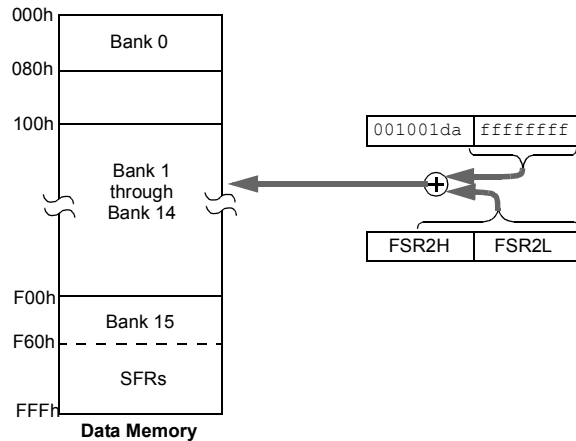 000h
Bank 0
080h
100h
001001da ffffffff
Bank 1
through
Bank 14
FSR2H FSR2L
F00h
Bank 15
F60h
SFRs
FFFh
Data Memory